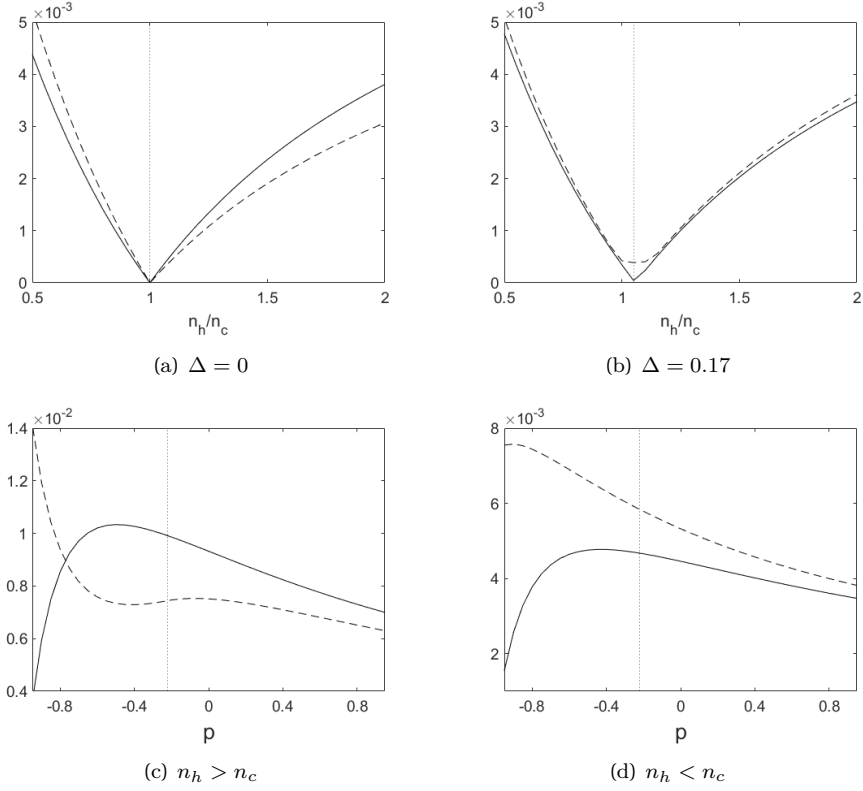 ×10⁻³ ×10⁻³
5 5
4 4
3 3
2 2
1 1
0 0
0.5 1 1.5 2 0.5 1 1.5 2
n_h/n_c n_h/n_c
(a) Δ = 0 (b) Δ = 0.17
×10⁻² ×10⁻³
1.4 8
1.2
1 6
0.8 4
0.6
0.4 2
-0.8 -0.4 0 0.4 0.8 -0.8 -0.4 0 0.4 0.8
p p
(c) n_h > n_c (d) n_h < n_c